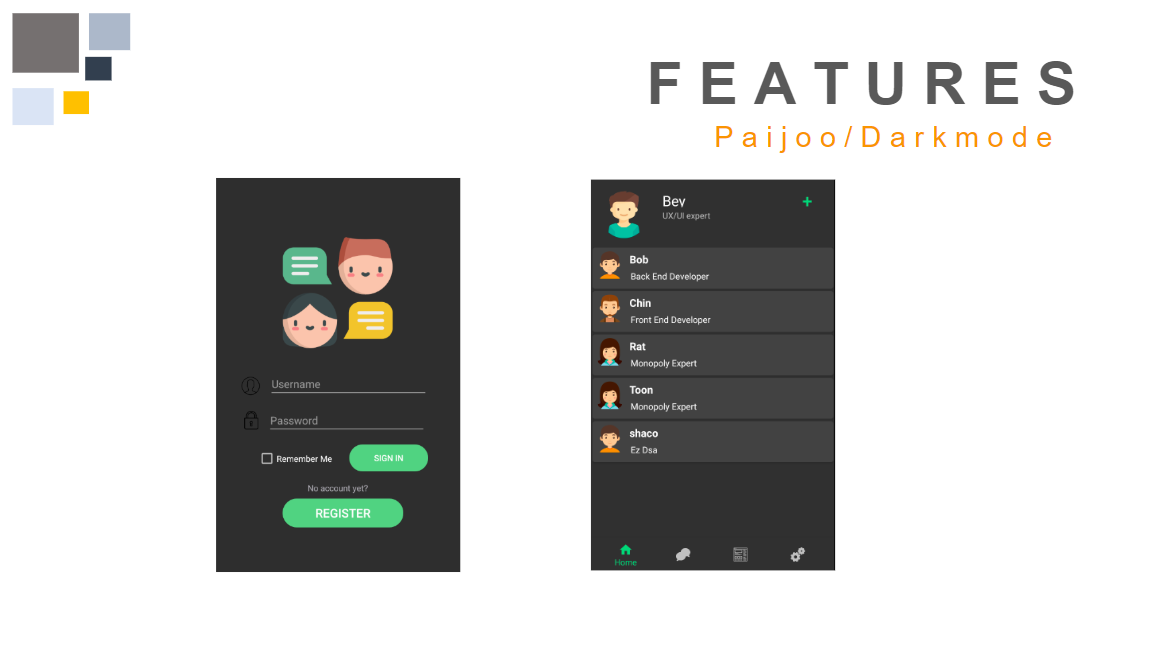 FEATURES
Paijoo/Darkmode
Username
Password
Remember Me
SIGN IN
No account yet?
REGISTER
Bev
UX/UI expert
+
Bob
Back End Developer
Chin
Front End Developer
Rat
Monopoly Expert
Toon
Monopoly Expert
shaco
Ez Dsa
Home